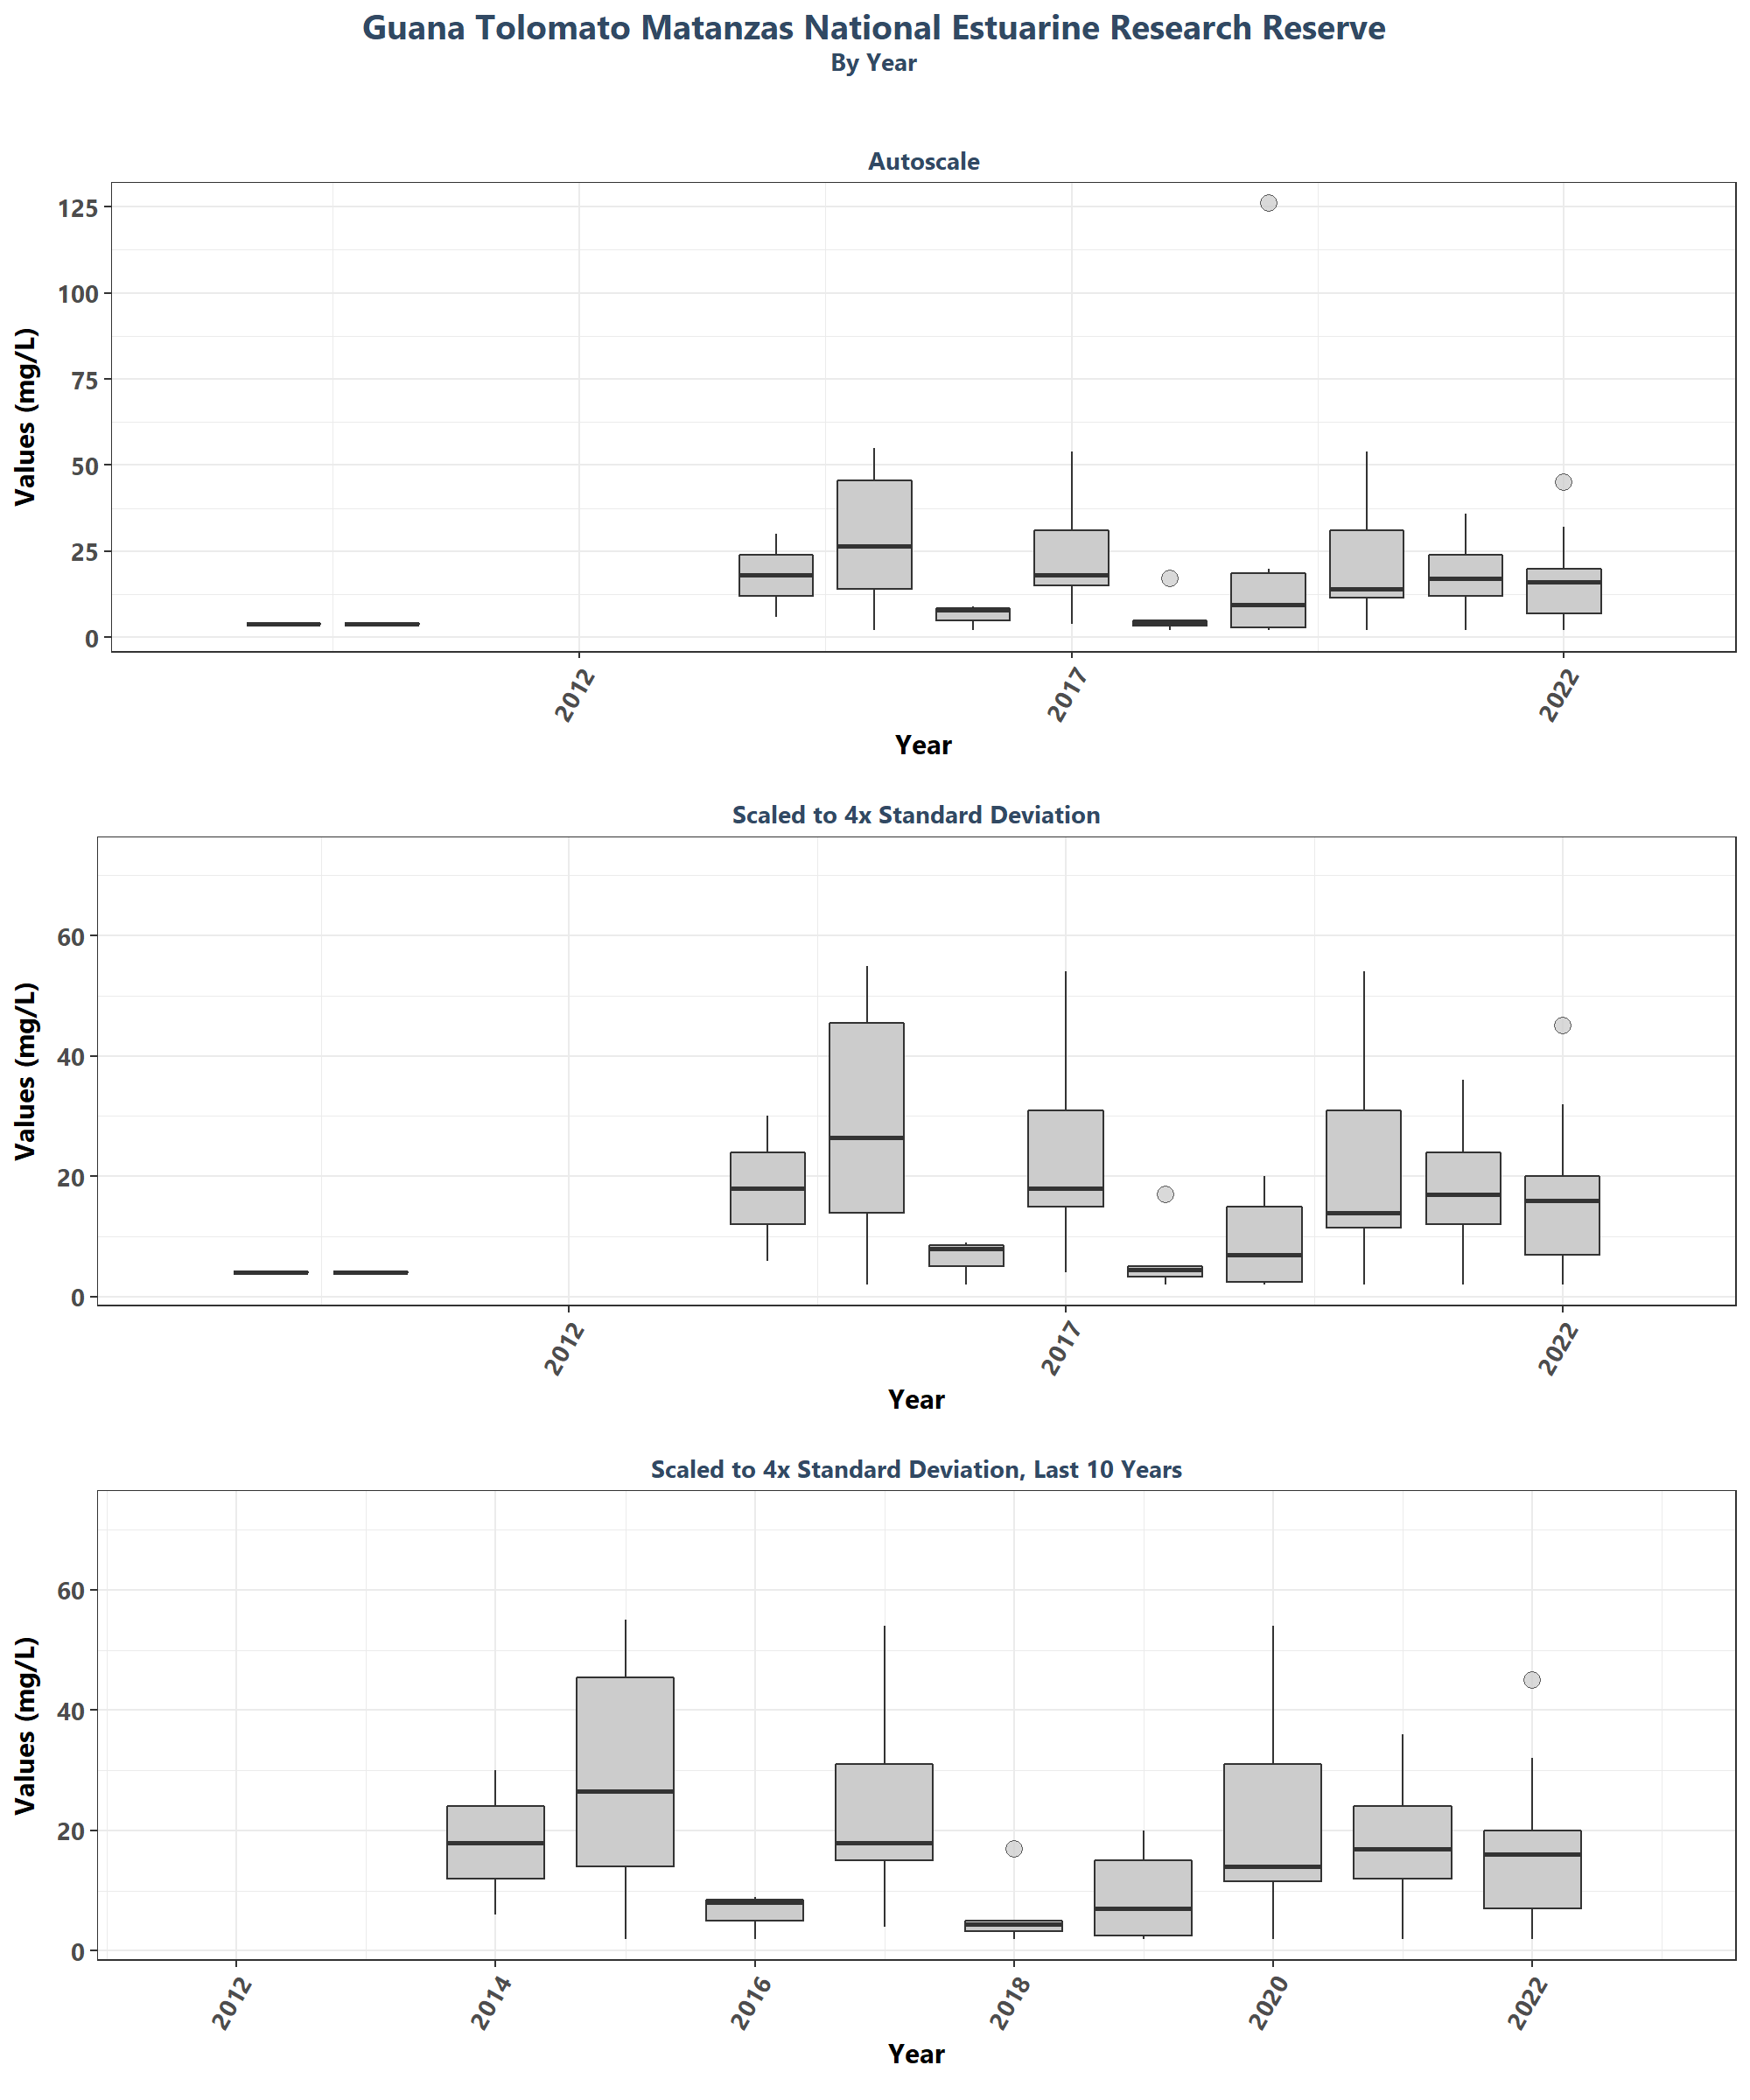 Guana Tolomato Matanzas National Estuarine Research Reserve
By Year
Autoscale
Values (mg/L)
125
100
75
50
25
0
2012
2017
2022
Year
Scaled to 4x Standard Deviation
Values (mg/L)
60
40
20
0
2012
2017
2022
Year
Scaled to 4x Standard Deviation, Last 10 Years
Values (mg/L)
60
40
20
0
2012
2014
2016
2018
2020
2022
Year